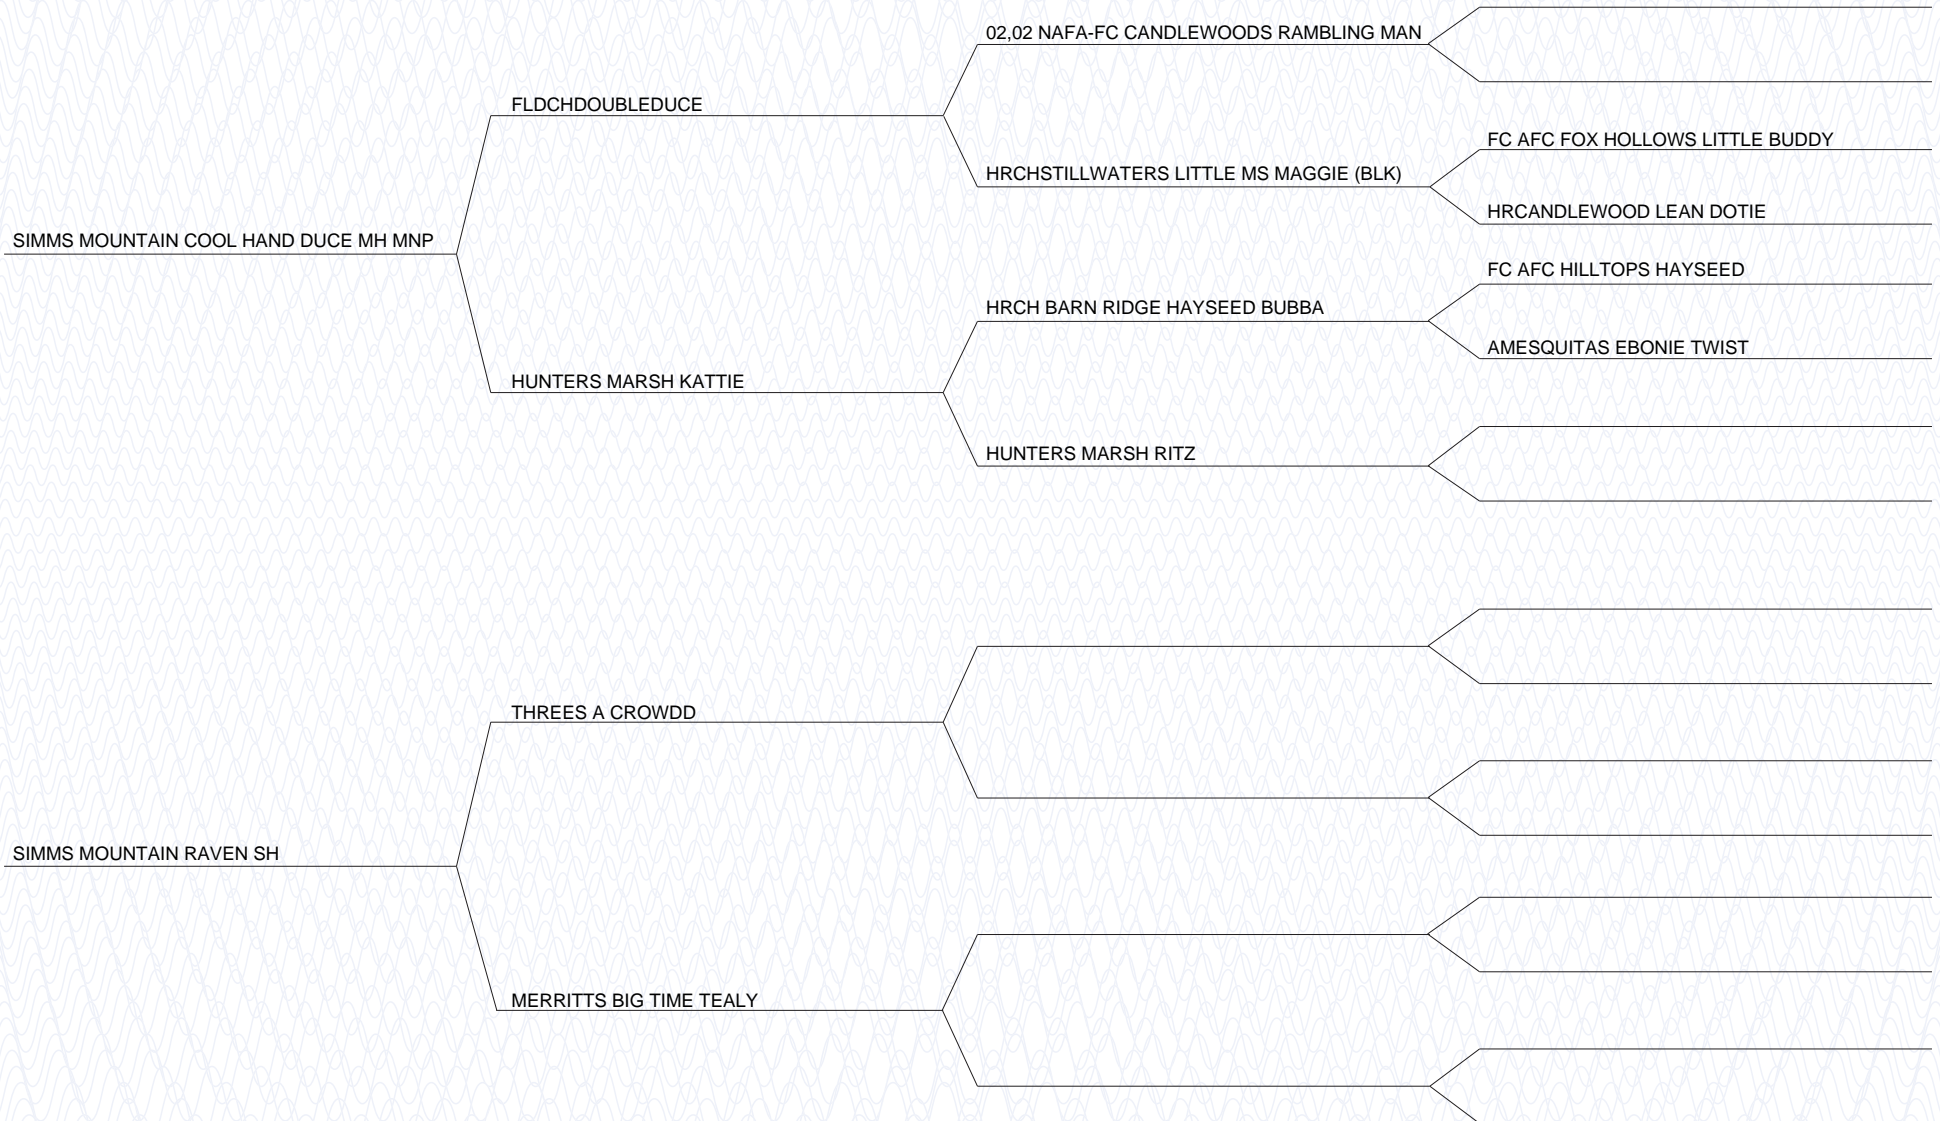 02,02 NAFA-FC CANDLEWOODS RAMBLING MAN
FLDCHDOUBLEDUCE
FC AFC FOX HOLLOWS LITTLE BUDDY
HRCHSTILLWATERS LITTLE MS MAGGIE (BLK)
HRCANDLEWOOD LEAN DOTIE
SIMMS MOUNTAIN COOL HAND DUCE MH MNP
FC AFC HILLTOPS HAYSEED
HRCH BARN RIDGE HAYSEED BUBBA
AMESQUITAS EBONIE TWIST
HUNTERS MARSH KATTIE
HUNTERS MARSH RITZ
THREES A CROWDD
SIMMS MOUNTAIN RAVEN SH
MERRITTS BIG TIME TEALY